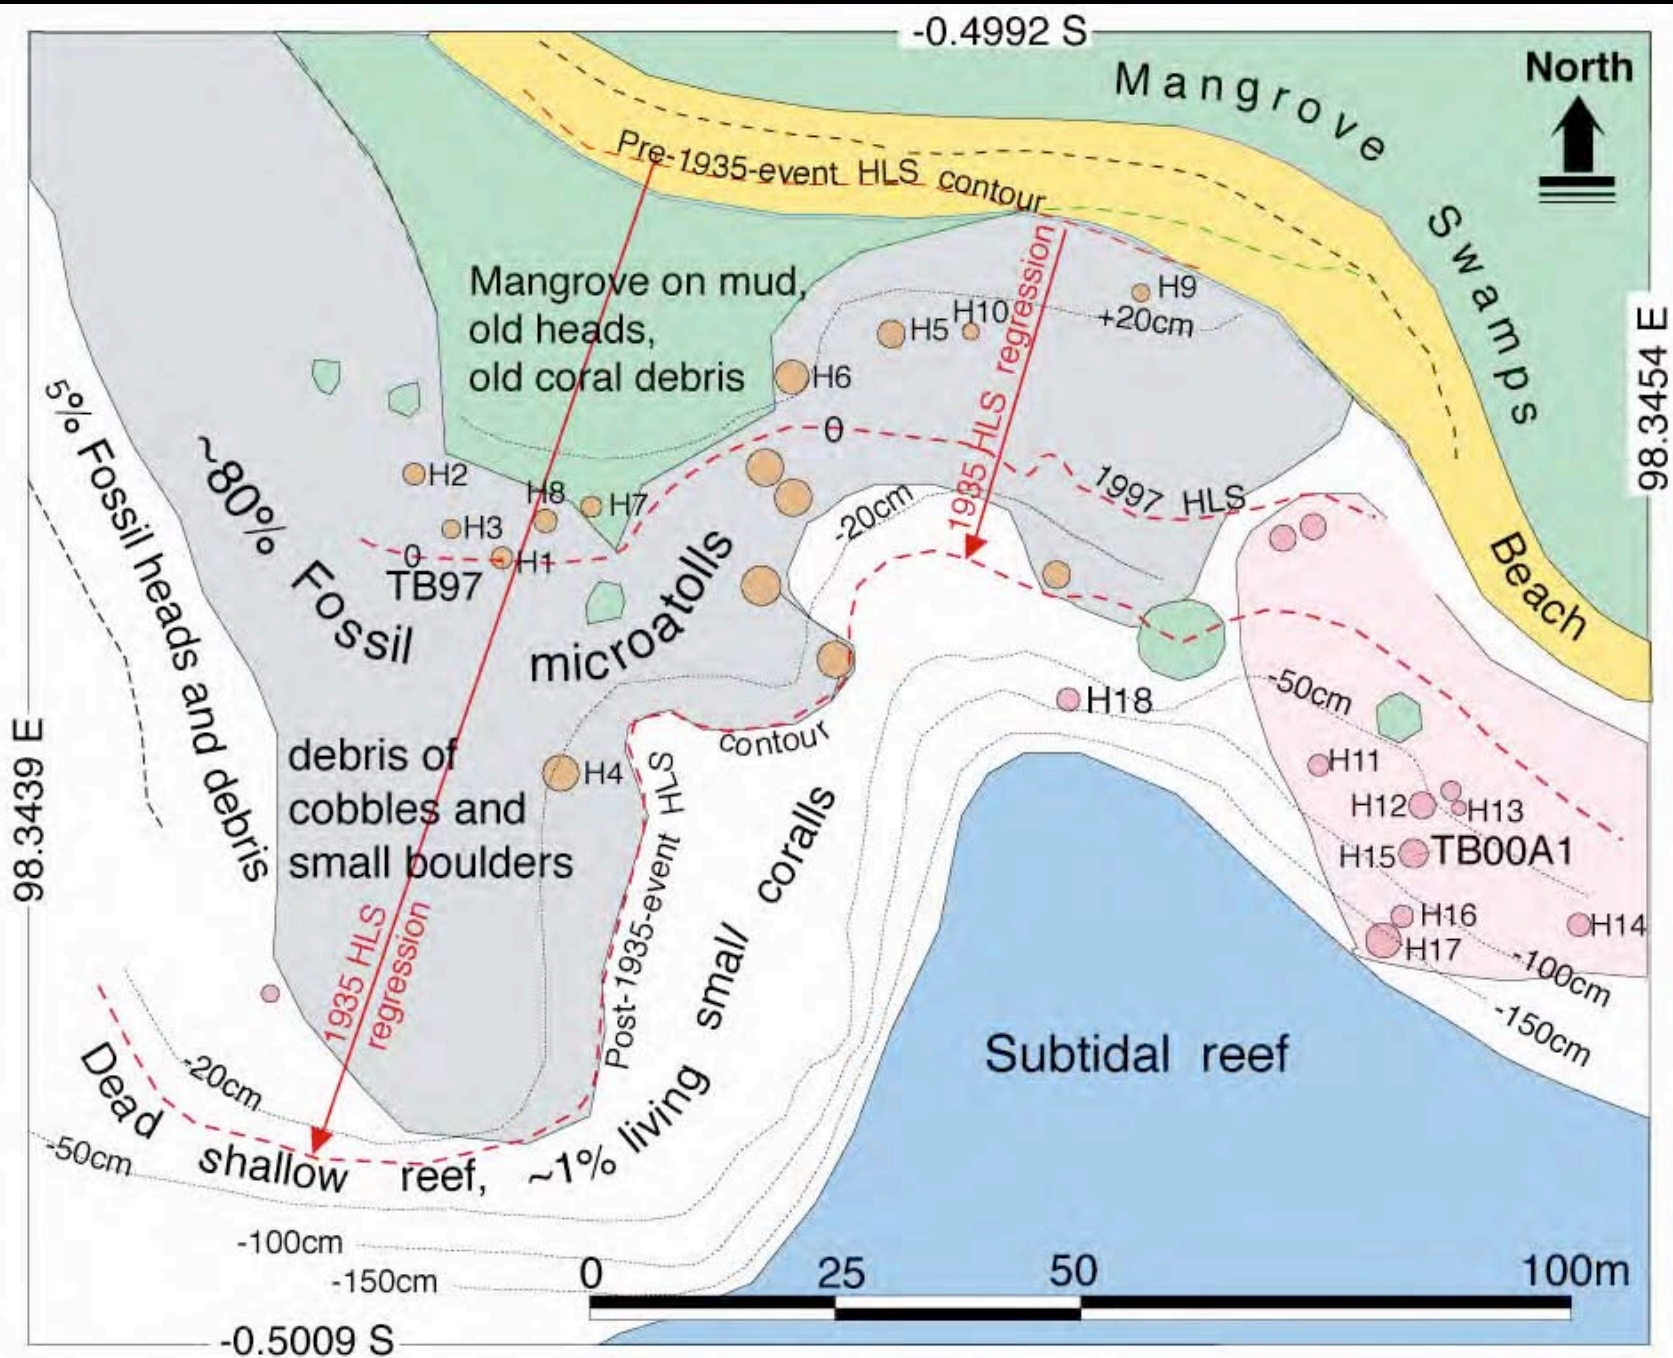 -0.4992 S
North
Mangrove Swamps
Pre-1935-event HLS contour
Mangrove on mud,
old heads,
old coral debris
H9
H10
H5
+20cm
H6
1935 HLS regression
0
98.3454 E
5% Fossil heads and debris
~80% Fossil microatolls
H2
H8
H7
H3
0
H1
TB97
-20cm
1997 HLS
Beach
debris of
cobbles and
small boulders
H4
contour
Post-1935-event HLS
H18
-50cm
H11
H12
H13
H15
TB00A1
H16
H17
H14
-100cm
-150cm
98.3439 E
1935 HLS
regression
Subtidal reef
-20cm
Dead shallow reef, ~1% living small/ coralls
-50cm
-100cm
-150cm
0
25
50
100m
-0.5009 S